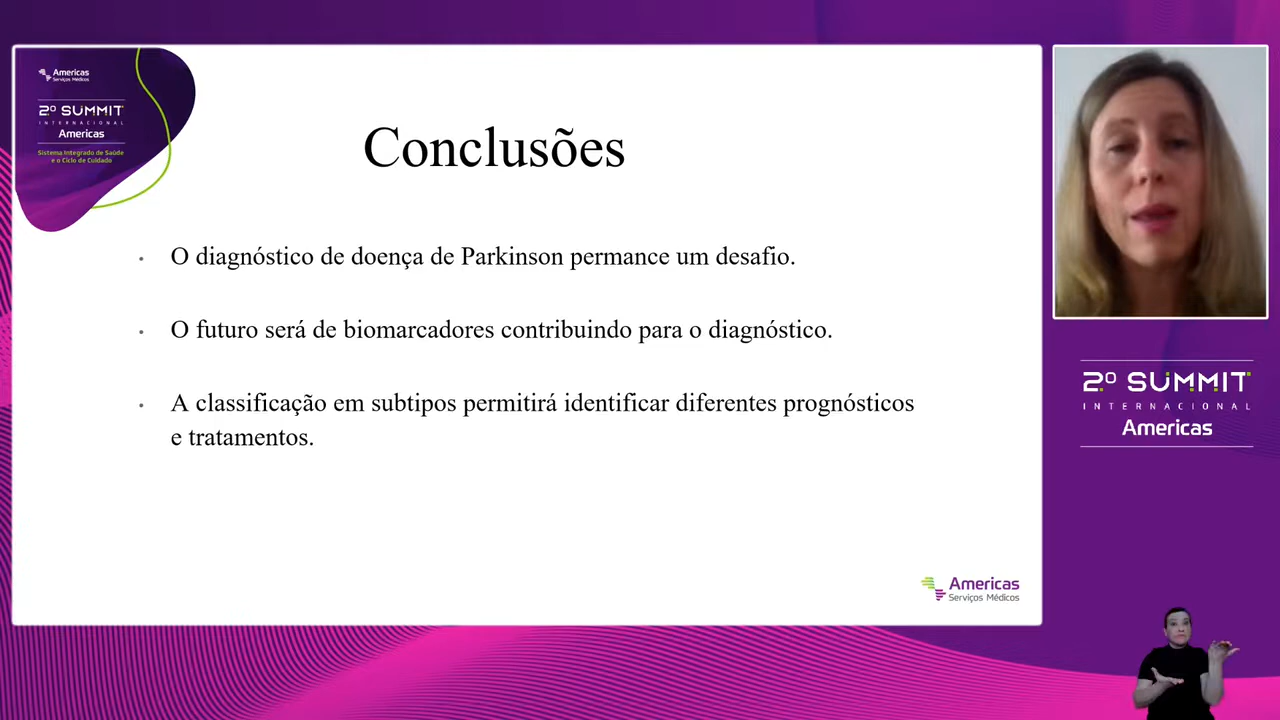 Americas
Serviços Médicos
2º SUMMIT
INTERNACIONAL
Americas
Sistema Integrado de Saúde
e o Ciclo de Cuidado
Conclusões
• O diagnóstico de doença de Parkinson permance um desafio.
• O futuro será de biomarcadores contribuindo para o diagnóstico.
• A classificação em subtipos permitirá identificar diferentes prognósticos
e tratamentos.
Americas
Serviços Médicos
2º SUMMIT
INTERNACIONAL
Americas